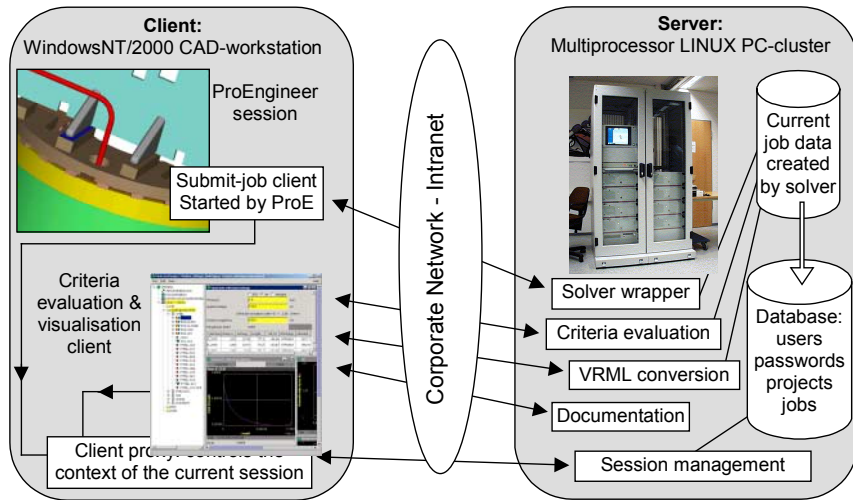 Client:
WindowsNT/2000 CAD-workstation
ProEngineer
session
Submit-job client
Started by ProE
Criteria
evaluation &
visualisation
client
Client proxy: controls the
context of the current session
Corporate Network - Intranet
Server:
Multiprocessor LINUX PC-cluster
Current
job data
created
by solver
Solver wrapper
Criteria evaluation
VRML conversion
Documentation
Session management
Database:
users
passwords
projects
jobs